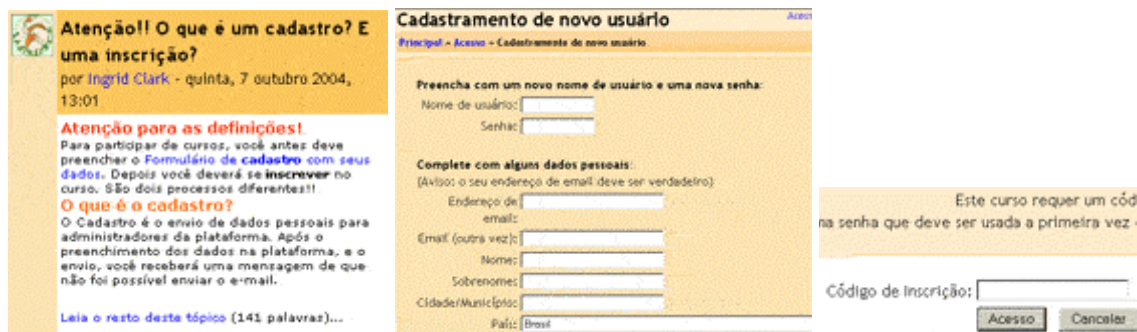 Atenção!! O que é um cadastro? E
uma inscrição?
por Ingrid Clark - quinta, 7 outubro 2004,
13:01
Atenção para as definições!
Para participar de cursos, você antes deve
preencher o Formulário de cadastro com seus
dados. Depois você deverá se inscrever no
curso. São dois processos diferentes!!
O que é o cadastro?
O Cadastro é o envio de dados pessoais para
administradores da plataforma. Após o
preenchimento dos dados na plataforma, e o
envio, você receberá uma mensagem de que
não foi possível enviar o e-mail.
Leia o resto deste tópico (141 palavras)...
Cadastramento de novo usuário
Acess
Principal » Acesso » Cadastramento de novo usuário
Preencha com um novo nome de usuário e uma nova senha:
Nome de usuário:
Senha:
Complete com alguns dados pessoais:
(Aviso: o seu endereço de email deve ser verdadeiro)
Endereço de
email:
Email (outra vez):
Nome:
Sobrenome:
Cidade/Município:
País: Brasil
Este curso requer um cód
na senha que deve ser usada a primeira vez
Código de Inscrição:
Acesso Cancelar